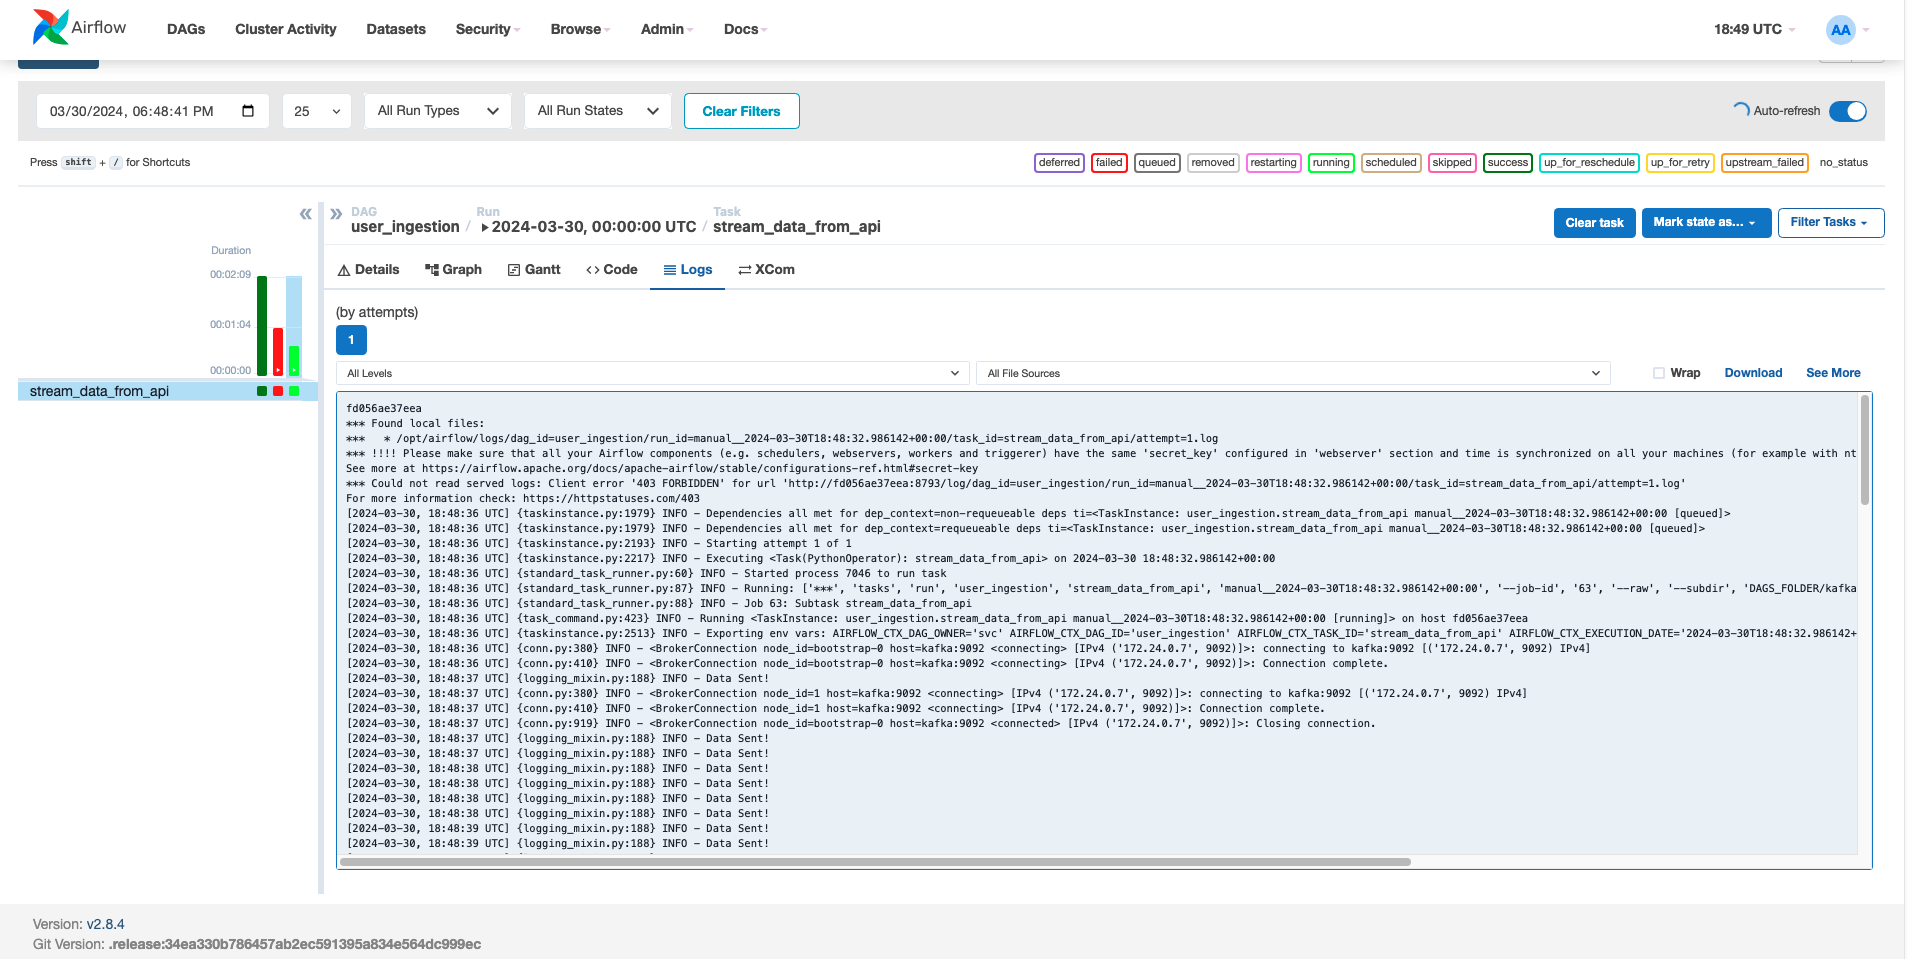 Airflow
DAGs Cluster Activity Datasets Security Browse Admin Docs 18:49 UTC AA
03/30/2024, 06:48:41 PM 25 All Run Types All Run States Clear Filters Auto-refresh
Press shift + / for Shortcuts deferred failed queued removed restarting running scheduled skipped success up_for_reschedule up_for_retry upstream_failed no_status
DAG Run Task
user_ingestion / 2024-03-30, 00:00:00 UTC / stream_data_from_api Clear task Mark state as... Filter Tasks
Duration
00:02:09
00:01:04
00:00:00
stream_data_from_api
Details Graph Gantt Code Logs XCom
(by attempts)
1
All Levels All File Sources Wrap Download See More
fd056ae37eea
*** Found local files:
***   * /opt/airflow/logs/dag_id=user_ingestion/run_id=manual__2024-03-30T18:48:32.986142+00:00/task_id=stream_data_from_api/attempt=1.log
*** !!!! Please make sure that all your Airflow components (e.g. schedulers, webservers, workers and triggerer) have the same 'secret_key' configured in 'webserver' section and time is synchronized on all your machines (for example with nt
See more at https://airflow.apache.org/docs/apache-airflow/stable/configurations-ref.html#secret-key
*** Could not read served logs: Client error '403 FORBIDDEN' for url 'http://fd056ae37eea:8793/log/dag_id=user_ingestion/run_id=manual__2024-03-30T18:48:32.986142+00:00/task_id=stream_data_from_api/attempt=1.log'
For more information check: https://httpstatuses.com/403
[2024-03-30, 18:48:36 UTC] {taskinstance.py:1979} INFO - Dependencies all met for dep_context=non-requeueable deps ti=<TaskInstance: user_ingestion.stream_data_from_api manual__2024-03-30T18:48:32.986142+00:00 [queued]>
[2024-03-30, 18:48:36 UTC] {taskinstance.py:1979} INFO - Dependencies all met for dep_context=requeueable deps ti=<TaskInstance: user_ingestion.stream_data_from_api manual__2024-03-30T18:48:32.986142+00:00 [queued]>
[2024-03-30, 18:48:36 UTC] {taskinstance.py:2193} INFO - Starting attempt 1 of 1
[2024-03-30, 18:48:36 UTC] {taskinstance.py:2217} INFO - Executing <Task(PythonOperator): stream_data_from_api> on 2024-03-30 18:48:32.986142+00:00
[2024-03-30, 18:48:36 UTC] {standard_task_runner.py:60} INFO - Started process 7046 to run task
[2024-03-30, 18:48:36 UTC] {standard_task_runner.py:87} INFO - Running: ['***', 'tasks', 'run', 'user_ingestion', 'stream_data_from_api', 'manual__2024-03-30T18:48:32.986142+00:00', '--job-id', '63', '--raw', '--subdir', 'DAGS_FOLDER/kafka
[2024-03-30, 18:48:36 UTC] {standard_task_runner.py:88} INFO - Job 63: Subtask stream_data_from_api
[2024-03-30, 18:48:36 UTC] {task_command.py:423} INFO - Running <TaskInstance: user_ingestion.stream_data_from_api manual__2024-03-30T18:48:32.986142+00:00 [running]> on host fd056ae37eea
[2024-03-30, 18:48:36 UTC] {taskinstance.py:2513} INFO - Exporting env vars: AIRFLOW_CTX_DAG_OWNER='svc' AIRFLOW_CTX_DAG_ID='user_ingestion' AIRFLOW_CTX_TASK_ID='stream_data_from_api' AIRFLOW_CTX_EXECUTION_DATE='2024-03-30T18:48:32.986142+
[2024-03-30, 18:48:36 UTC] {conn.py:380} INFO - <BrokerConnection node_id=bootstrap-0 host=kafka:9092 <connecting> [IPv4 ('172.24.0.7', 9092)]>: connecting to kafka:9092 [('172.24.0.7', 9092) IPv4]
[2024-03-30, 18:48:36 UTC] {conn.py:410} INFO - <BrokerConnection node_id=bootstrap-0 host=kafka:9092 <connecting> [IPv4 ('172.24.0.7', 9092)]>: Connection complete.
[2024-03-30, 18:48:37 UTC] {logging_mixin.py:188} INFO - Data Sent!
[2024-03-30, 18:48:37 UTC] {conn.py:380} INFO - <BrokerConnection node_id=1 host=kafka:9092 <connecting> [IPv4 ('172.24.0.7', 9092)]>: connecting to kafka:9092 [('172.24.0.7', 9092) IPv4]
[2024-03-30, 18:48:37 UTC] {conn.py:410} INFO - <BrokerConnection node_id=1 host=kafka:9092 <connecting> [IPv4 ('172.24.0.7', 9092)]>: Connection complete.
[2024-03-30, 18:48:37 UTC] {conn.py:919} INFO - <BrokerConnection node_id=bootstrap-0 host=kafka:9092 <connected> [IPv4 ('172.24.0.7', 9092)]>: Closing connection.
[2024-03-30, 18:48:37 UTC] {logging_mixin.py:188} INFO - Data Sent!
[2024-03-30, 18:48:37 UTC] {logging_mixin.py:188} INFO - Data Sent!
[2024-03-30, 18:48:38 UTC] {logging_mixin.py:188} INFO - Data Sent!
[2024-03-30, 18:48:38 UTC] {logging_mixin.py:188} INFO - Data Sent!
[2024-03-30, 18:48:38 UTC] {logging_mixin.py:188} INFO - Data Sent!
[2024-03-30, 18:48:38 UTC] {logging_mixin.py:188} INFO - Data Sent!
[2024-03-30, 18:48:39 UTC] {logging_mixin.py:188} INFO - Data Sent!
[2024-03-30, 18:48:39 UTC] {logging_mixin.py:188} INFO - Data Sent!
Version: v2.8.4
Git Version: .release:34ea330b786457ab2ec591395a834e564dc999ec